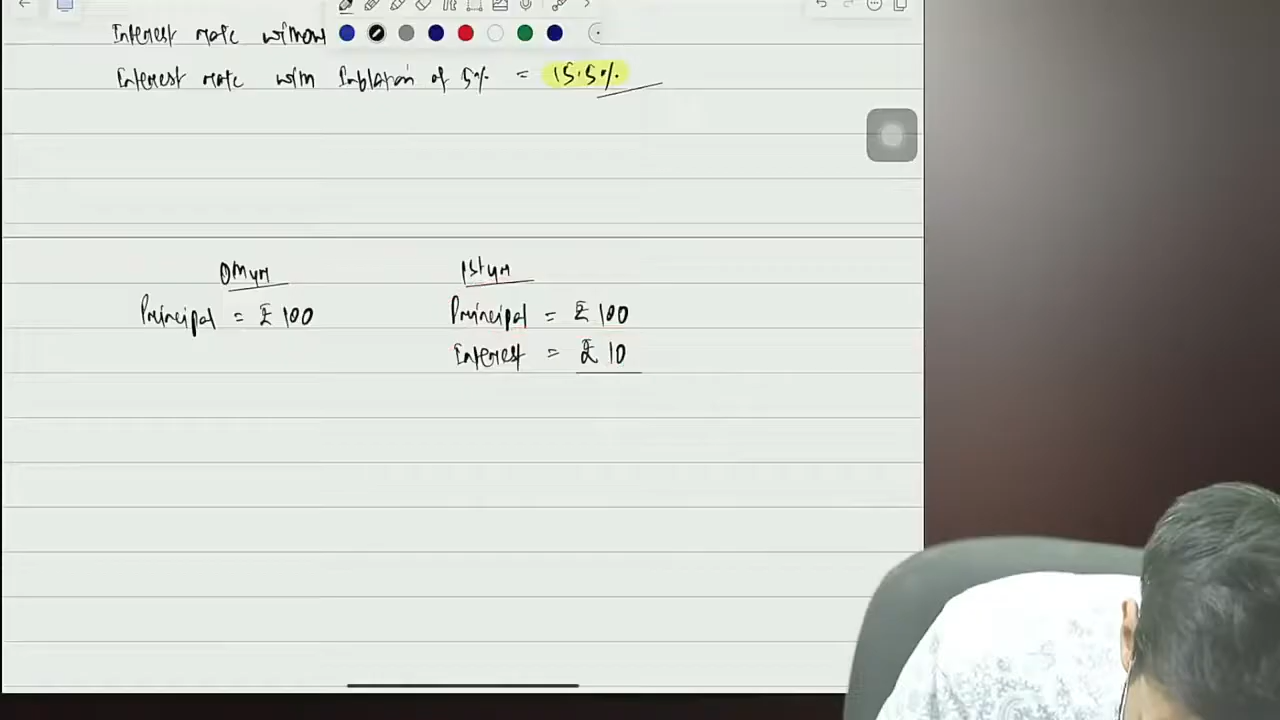 Interest rate without
Interest rate with Inflation of 5% = 15.5%
0th yr 1st yr
Principal = ₹ 100 Principal = ₹ 100
Interest = ₹ 10